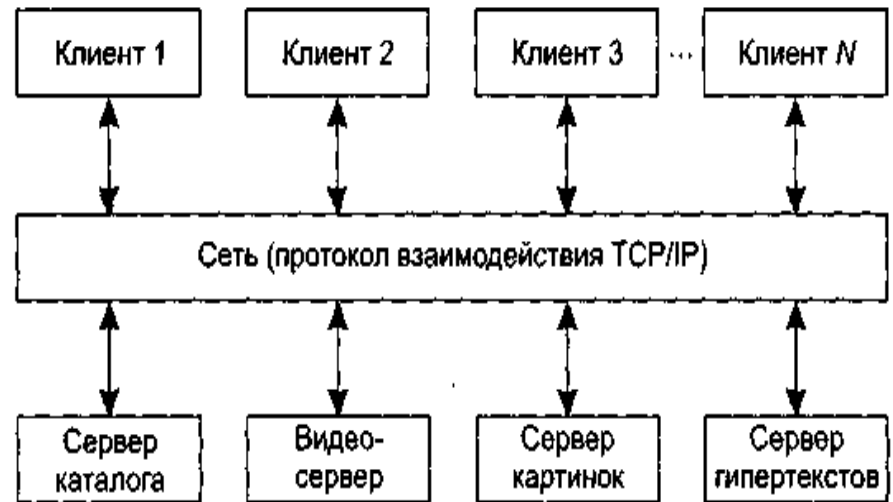 Клиент 1
Клиент 2
Клиент 3
...
Клиент N
Сеть (протокол взаимодействия TCP/IP)
Сервер
каталога
Видео-
сервер
Сервер
картинок
Сервер
гипертекстов